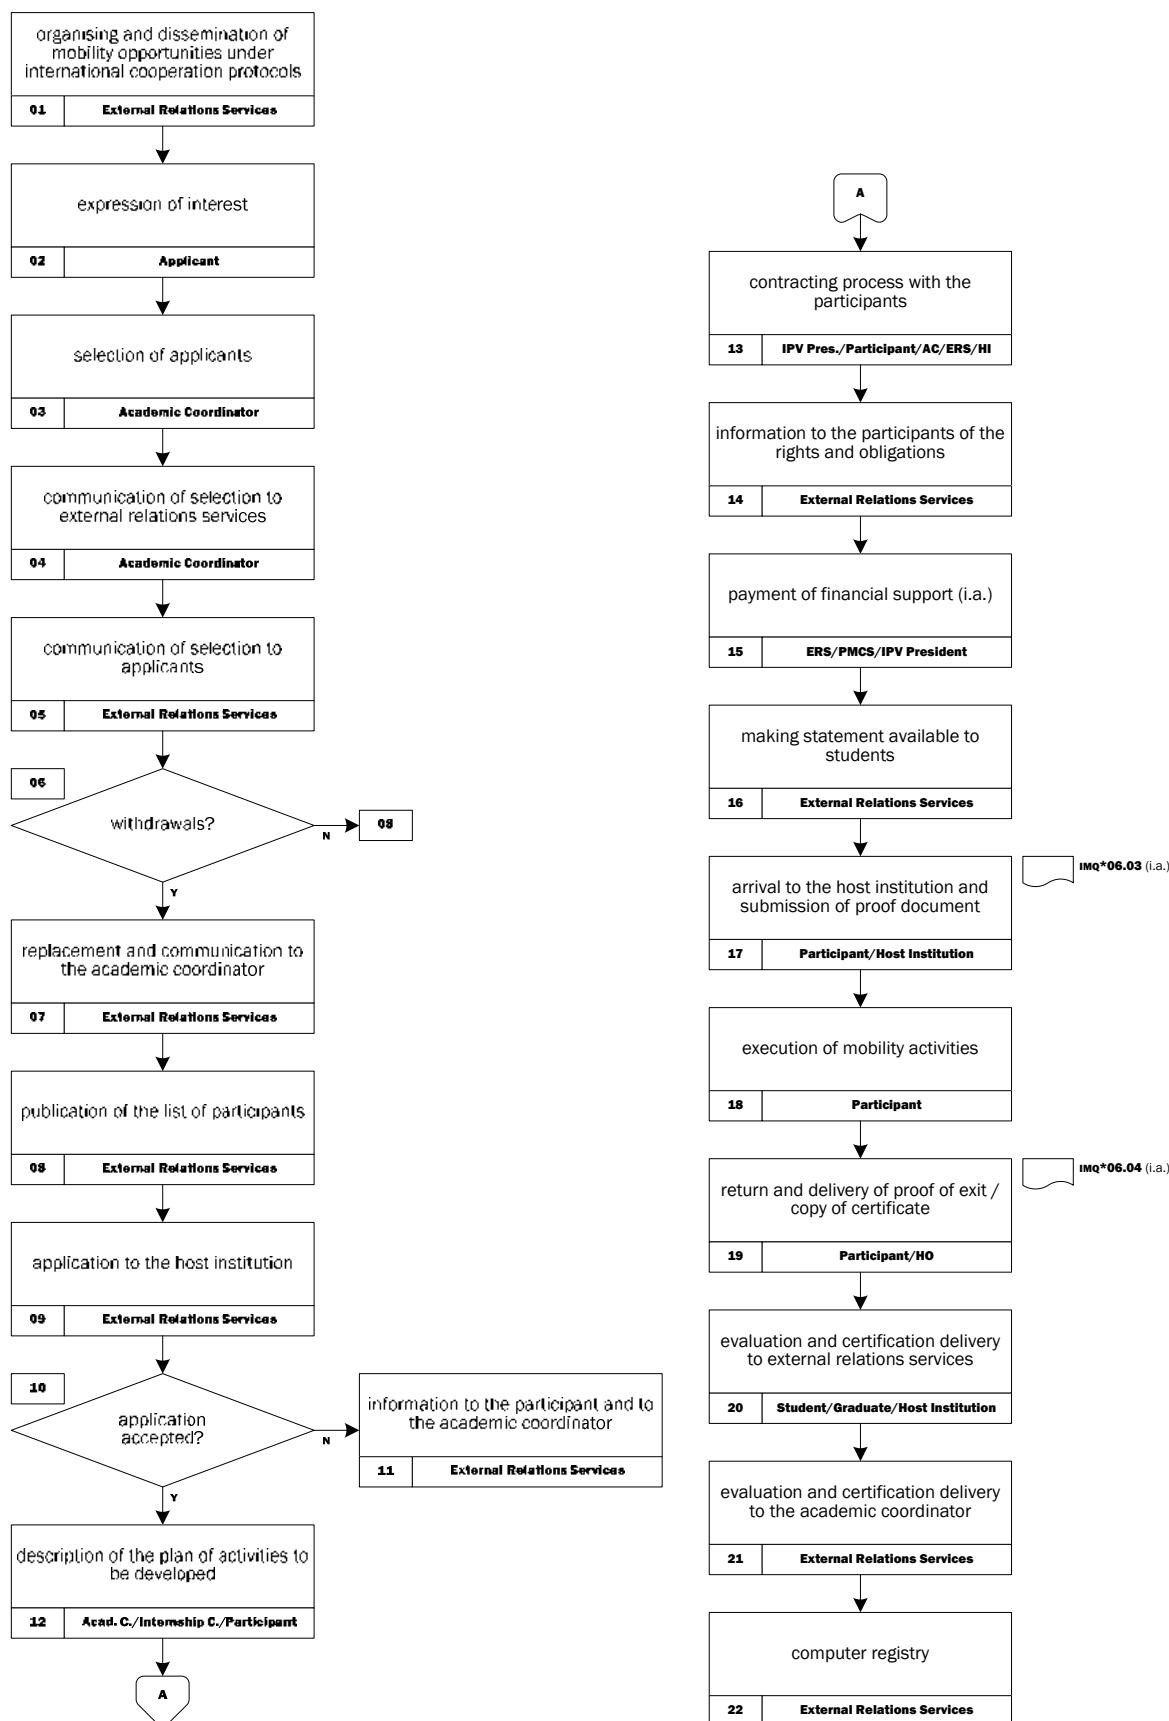 organising and dissemination of
mobility opportunities under
international cooperation protocols
01 External Relations Services
expression of interest
02 Applicant
selection of applicants
03 Academic Coordinator
communication of selection to
external relations services
04 Academic Coordinator
communication of selection to
applicants
05 External Relations Services
06
withdrawals?
N
08
Y
replacement and communication to
the academic coordinator
07 External Relations Services
publication of the list of participants
08 External Relations Services
application to the host institution
09 External Relations Services
10
application
accepted?
N
information to the participant and to
the academic coordinator
11 External Relations Services
Y
description of the plan of activities to
be developed
12 Acad. C./Internship C./Participant
A
A
contracting process with the
participants
13 IPV Pres./Participant/AC/ERS/HI
information to the participants of the
rights and obligations
14 External Relations Services
payment of financial support (i.a.)
15 ERS/PMCS/IPV President
making statement available to
students
16 External Relations Services
arrival to the host institution and
submission of proof document
17 Participant/Host Institution
IMQ*06.03 (i.a.)
execution of mobility activities
18 Participant
return and delivery of proof of exit /
copy of certificate
19 Participant/HO
IMQ*06.04 (i.a.)
evaluation and certification delivery
to external relations services
20 Student/Graduate/Host Institution
evaluation and certification delivery
to the academic coordinator
21 External Relations Services
computer registry
22 External Relations Services